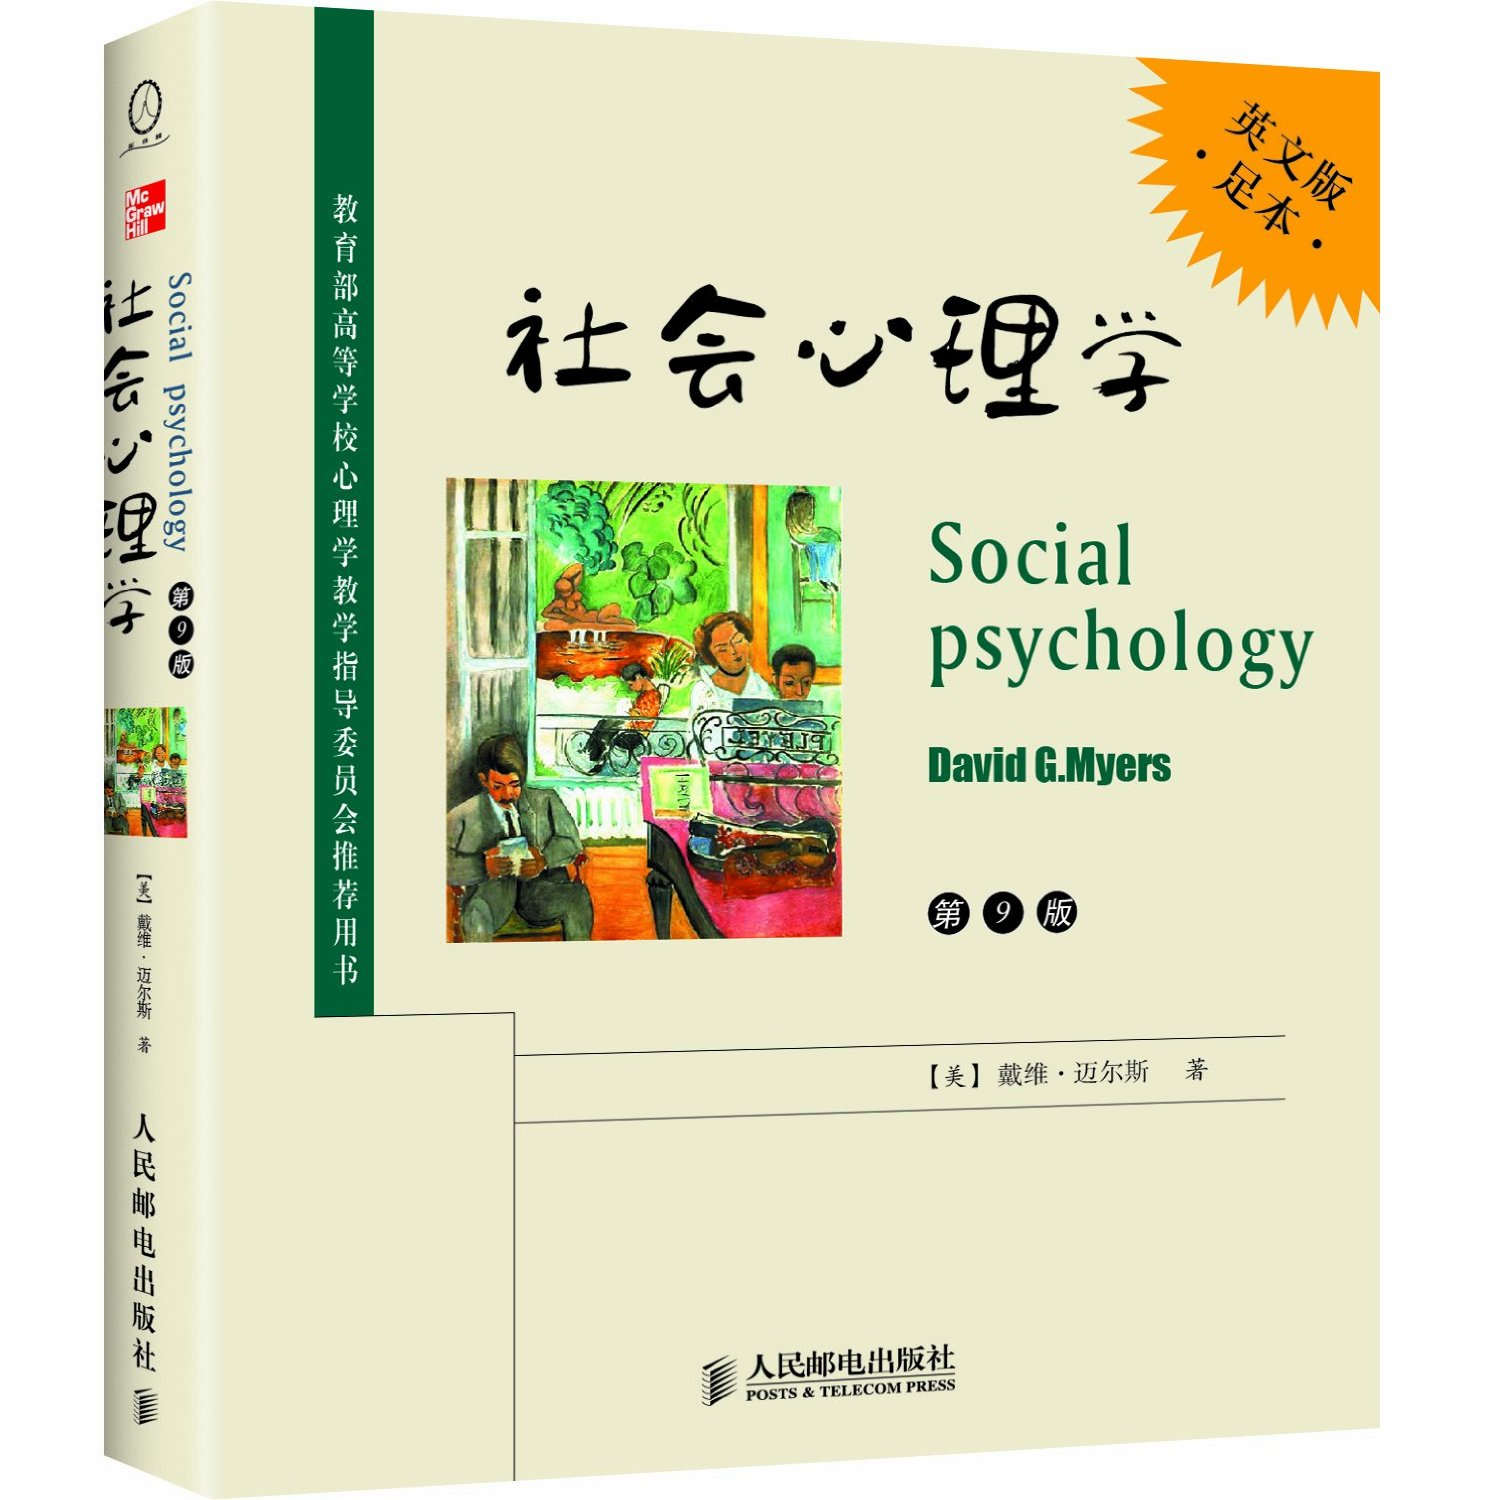 Mc
Graw
Hill
社会心理学
Social psychology
第9版
【美】戴维·迈尔斯 著
人民邮电出版社
教育部高等学校心理学教学指导委员会推荐用书
英文版
·足本·
社会心理学
Social
psychology
David G.Myers
第9版
PLEYEL
HAYDN
【美】戴维·迈尔斯 著
人民邮电出版社
POSTS & TELECOM PRESS